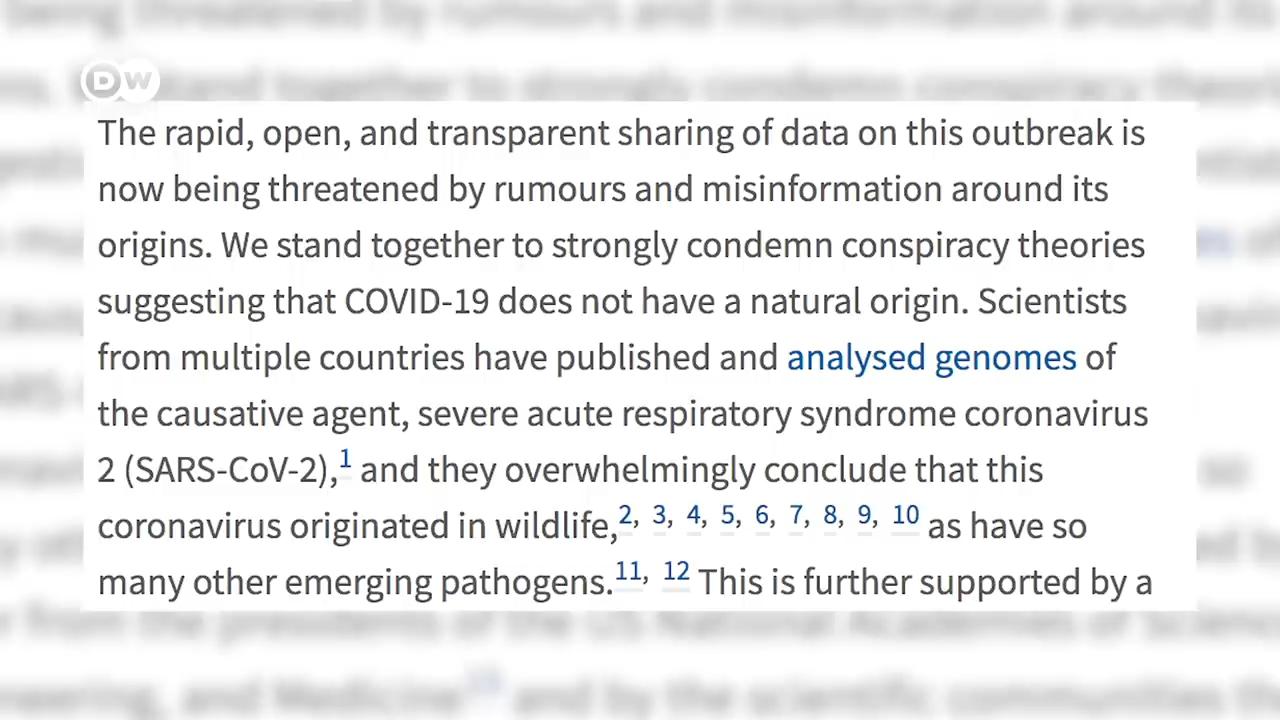 DW
The rapid, open, and transparent sharing of data on this outbreak is
now being threatened by rumours and misinformation around its
origins. We stand together to strongly condemn conspiracy theories
suggesting that COVID-19 does not have a natural origin. Scientists
from multiple countries have published and analysed genomes of
the causative agent, severe acute respiratory syndrome coronavirus
2 (SARS-CoV-2),1 and they overwhelmingly conclude that this
coronavirus originated in wildlife,2, 3, 4, 5, 6, 7, 8, 9, 10 as have so
many other emerging pathogens.11, 12 This is further supported by a